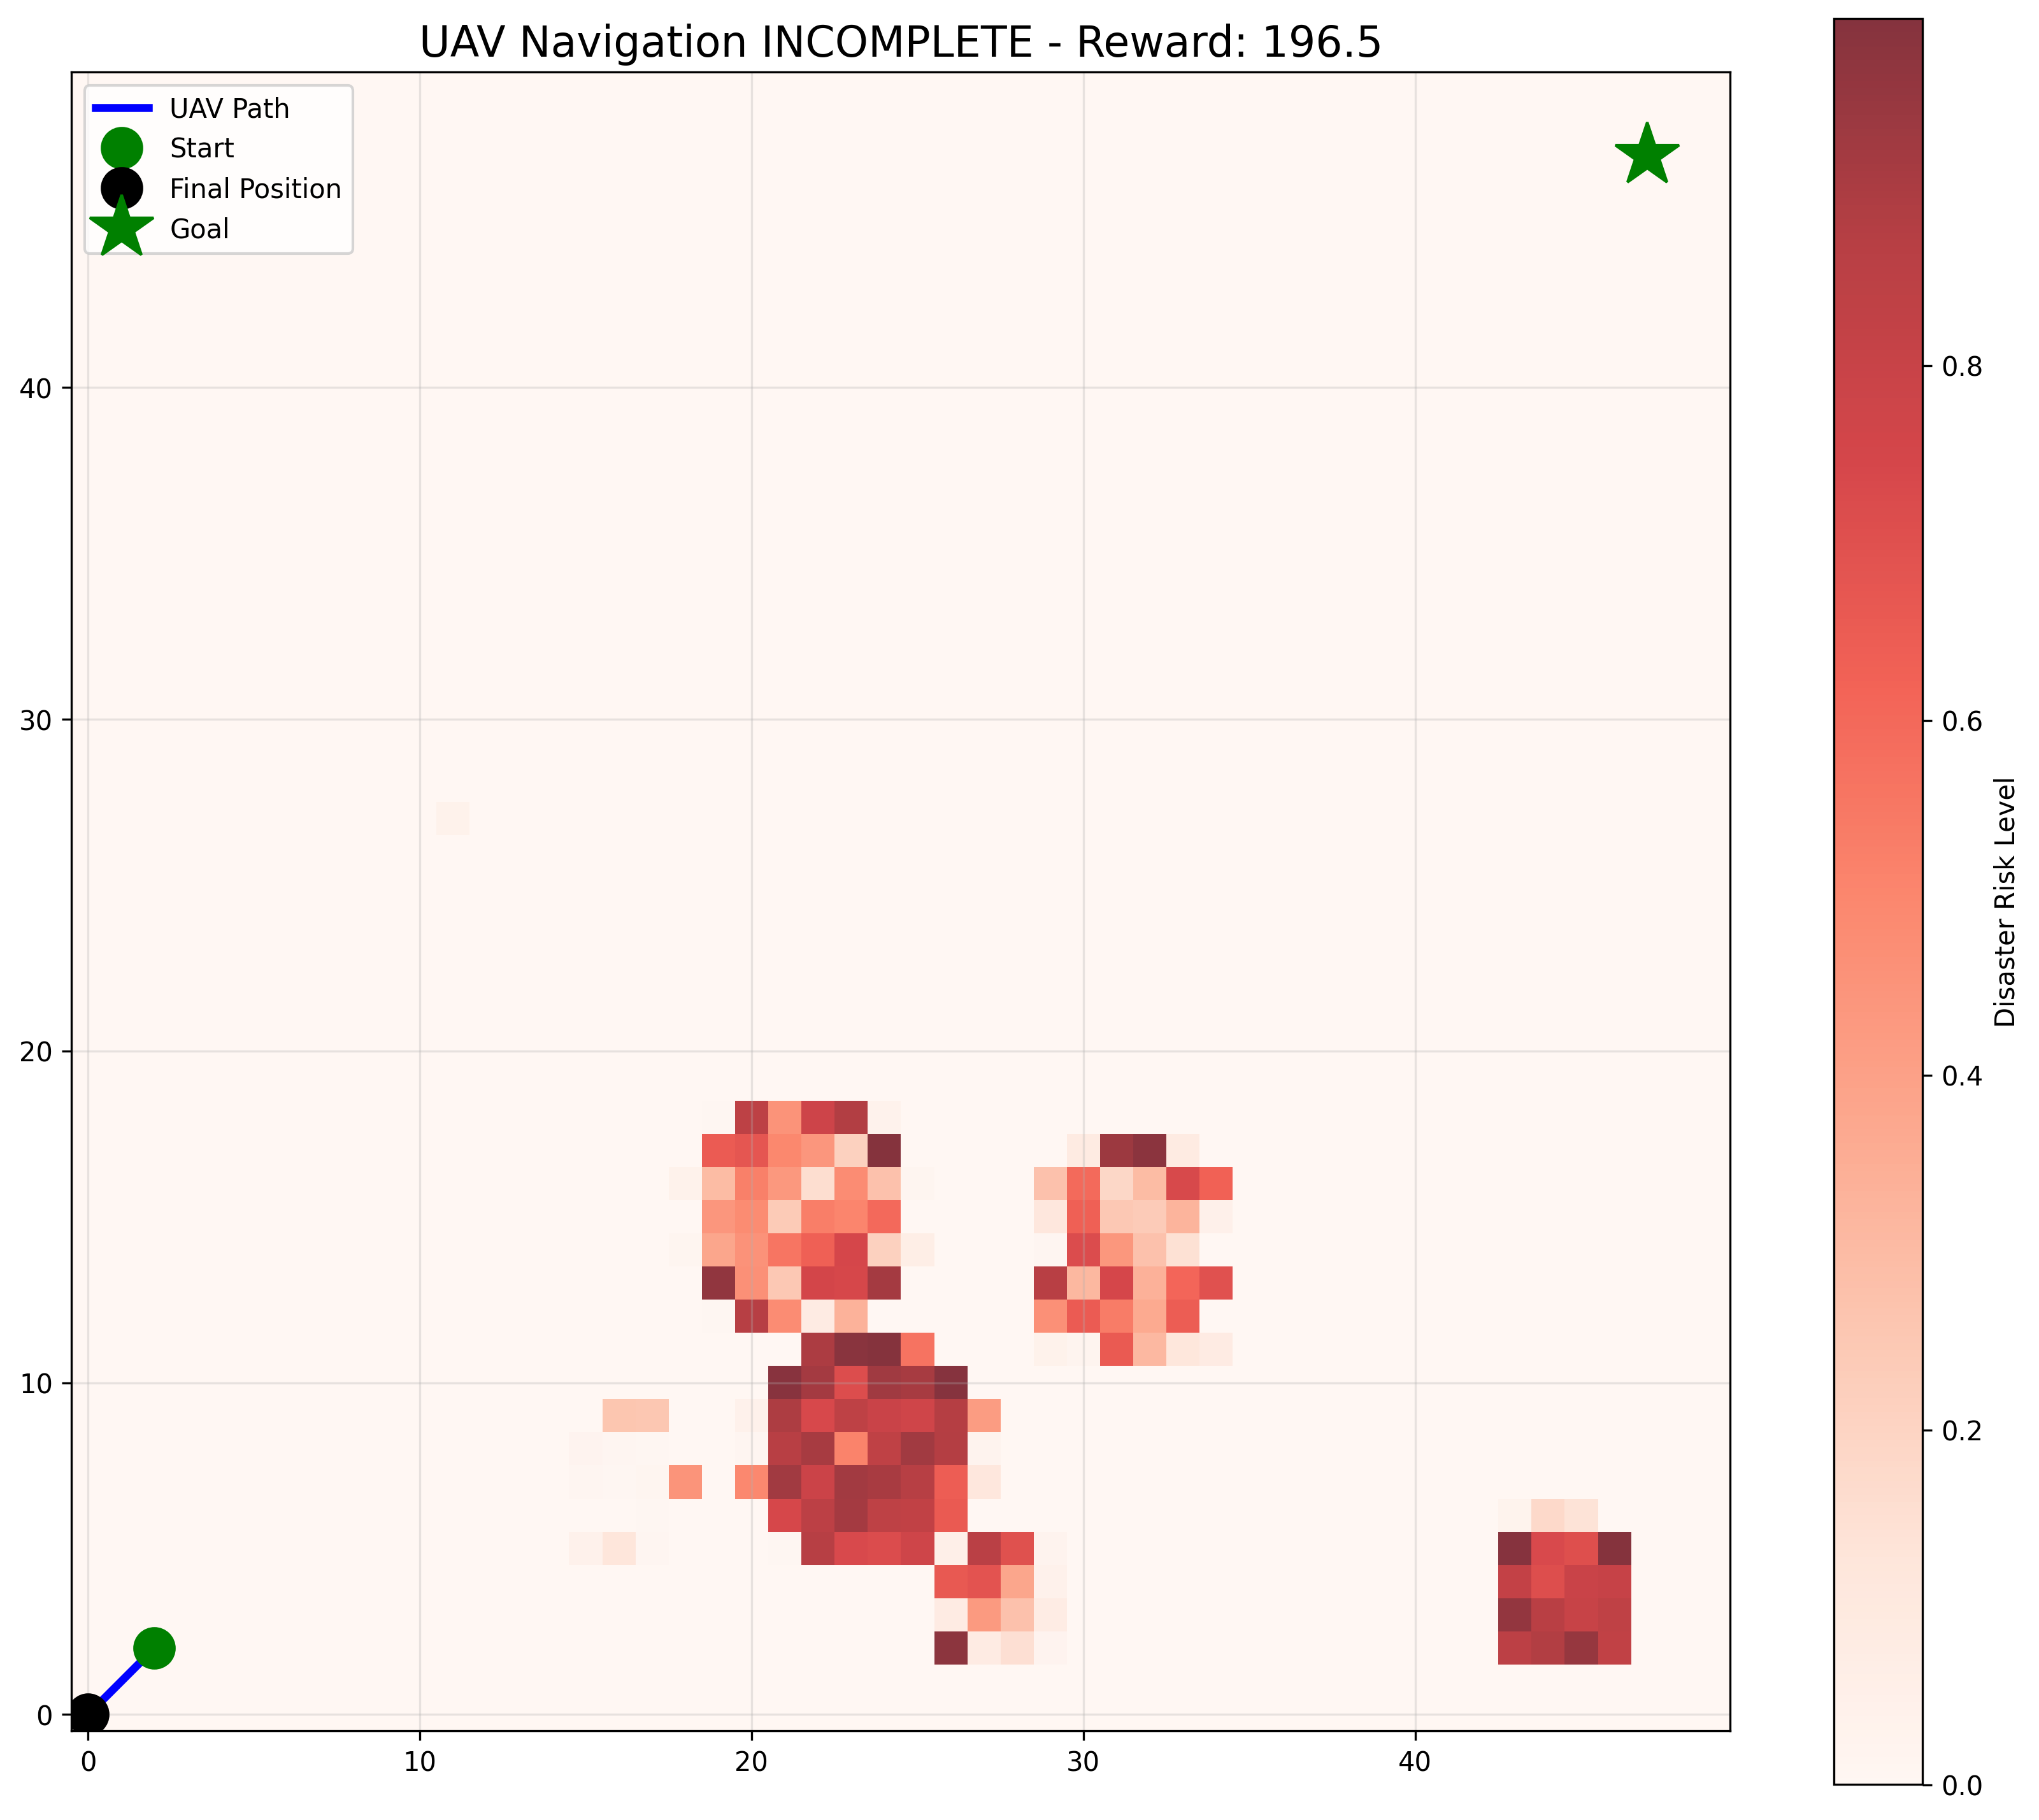 UAV Navigation INCOMPLETE - Reward: 196.5
UAV Path
Start
Final Position
Goal
40
30
20
10
0
0 10 20 30 40
0.8
0.6
0.4
0.2
0.0
Disaster Risk Level